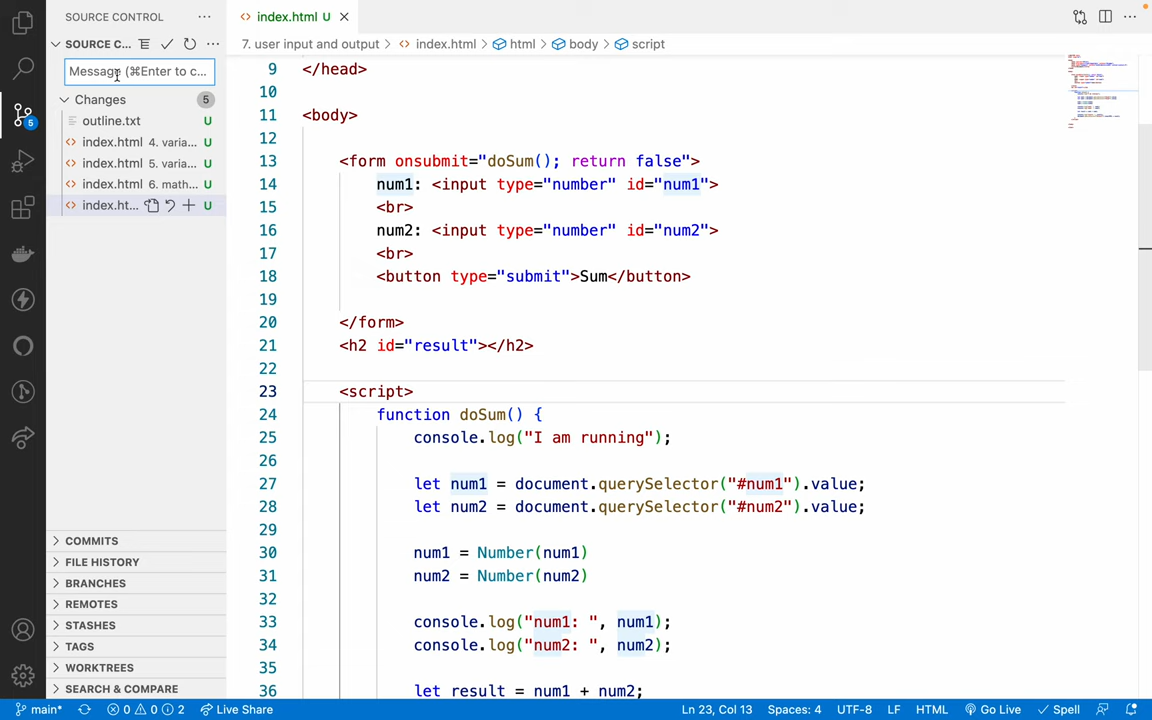 SOURCE CONTROL ...
SOURCE C... ...
Message (⌘Enter to c...
Changes 5
outline.txt U
index.html 4. varia... U
index.html 5. varia... U
index.html 6. math... U
index.ht... U
5
COMMITS
FILE HISTORY
BRANCHES
REMOTES
STASHES
TAGS
WORKTREES
SEARCH & COMPARE
index.html U
7. user input and output > index.html > html > body > script
9 </head>
10
11 <body>
12
13 <form onsubmit="doSum(); return false">
14 num1: <input type="number" id="num1">
15 <br>
16 num2: <input type="number" id="num2">
17 <br>
18 <button type="submit">Sum</button>
19
20 </form>
21 <h2 id="result"></h2>
22
23 <script>
24 function doSum() {
25 console.log("I am running");
26
27 let num1 = document.querySelector("#num1").value;
28 let num2 = document.querySelector("#num2").value;
29
30 num1 = Number(num1)
31 num2 = Number(num2)
32
33 console.log("num1: ", num1);
34 console.log("num2: ", num2);
35
36 let result = num1 + num2;
main* 0 0 2 Live Share Ln 23, Col 13 Spaces: 4 UTF-8 LF HTML Go Live Spell